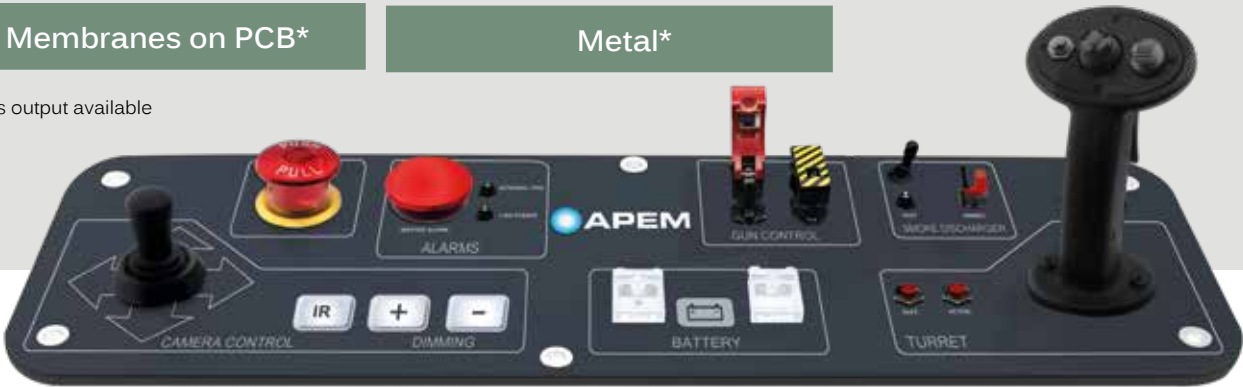 Membranes on PCB*
Metal*
s output available
PUSH
PULL
ALARMS
APEM
GUN CONTROL
SMOKE DISCHARGER
IR
+
-
CAMERA CONTROL
DIMMING
BATTERY
TURRET